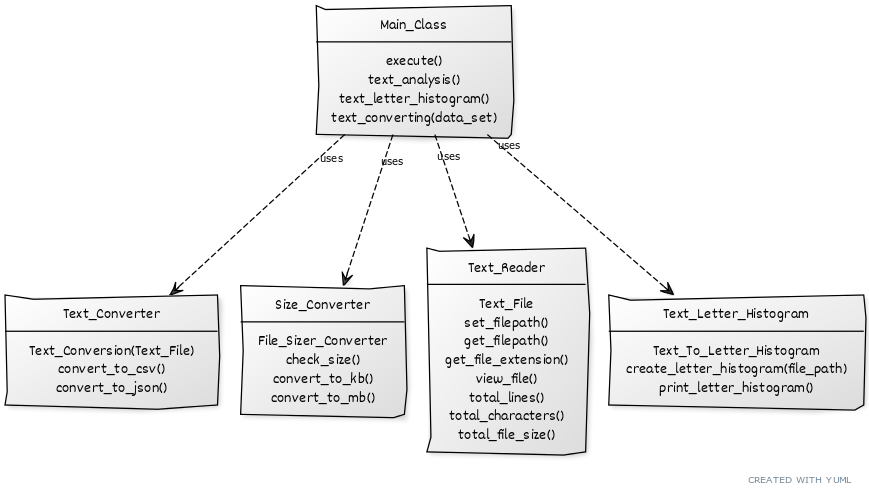 Main_Class
execute()
text_analysis()
text_letter_histogram()
text_converting(data_set)
uses
uses
uses
uses
Text_Converter
Text_Conversion(Text_File)
convert_to_csv()
convert_to_json()
Size_Converter
File_Sizer_Converter
check_size()
convert_to_kb()
convert_to_mb()
Text_Reader
Text_File
set_filepath()
get_filepath()
get_file_extension()
view_file()
total_lines()
total_characters()
total_file_size()
Text_Letter_Histogram
Text_To_Letter_Histogram
create_letter_histogram(file_path)
print_letter_histogram()
CREATED WITH YUML